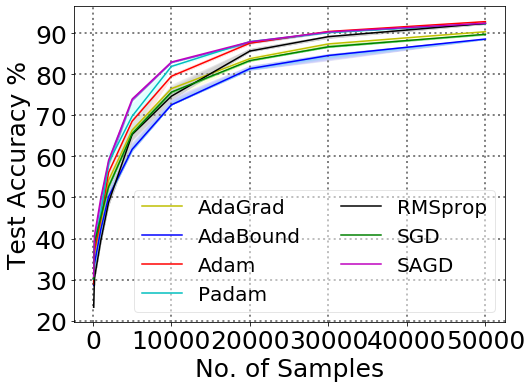 Test Accuracy %
90
80
70
60
50
40
30
20
AdaGrad
AdaBound
Adam
Padam
RMSprop
SGD
SAGD
0 10000 20000 30000 40000 50000
No. of Samples